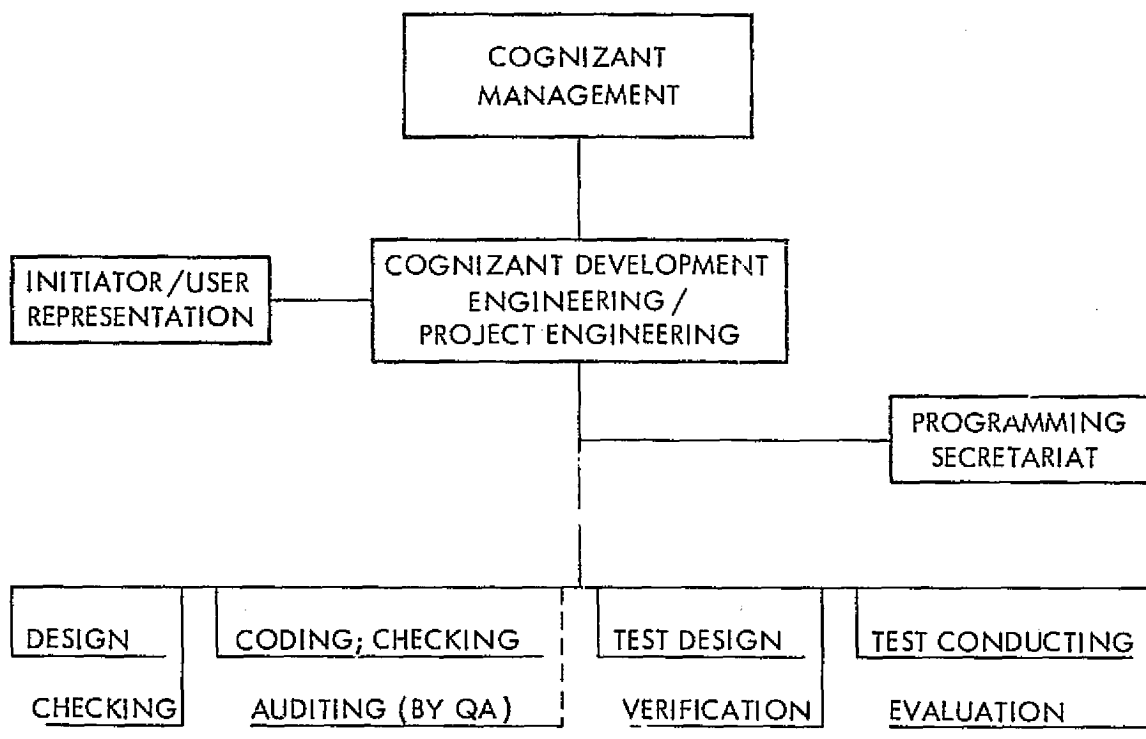 COGNIZANT
MANAGEMENT
INITIATOR/USER
REPRESENTATION
COGNIZANT DEVELOPMENT
ENGINEERING/
PROJECT ENGINEERING
PROGRAMMING
SECRETARIAT
DESIGN
CODING; CHECKING
TEST DESIGN
TEST CONDUCTING
CHECKING
AUDITING (BY QA)
VERIFICATION
EVALUATION